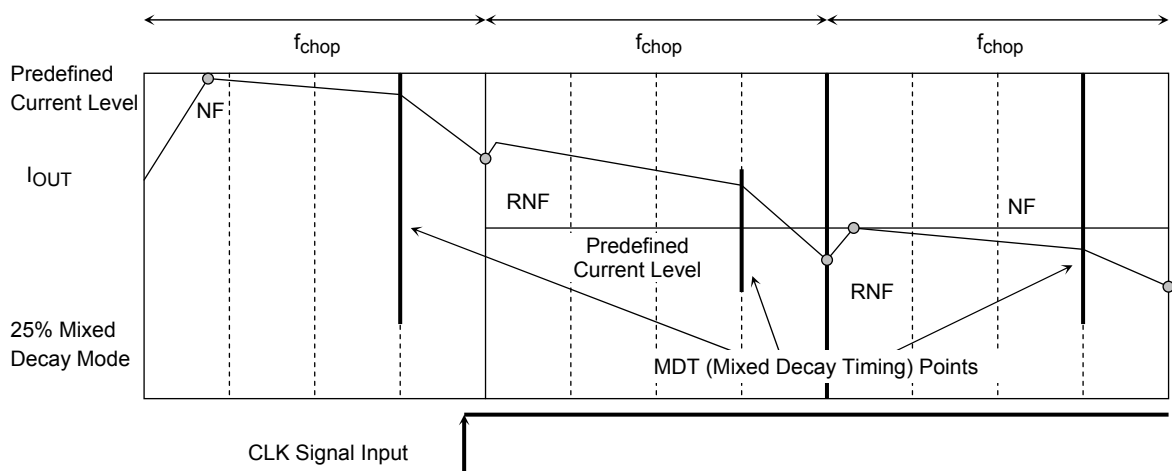 fchop
fchop
fchop
Predefined
Current Level
NF
IOUT
RNF
NF
Predefined
Current Level
RNF
25% Mixed
Decay Mode
MDT (Mixed Decay Timing) Points
CLK Signal Input